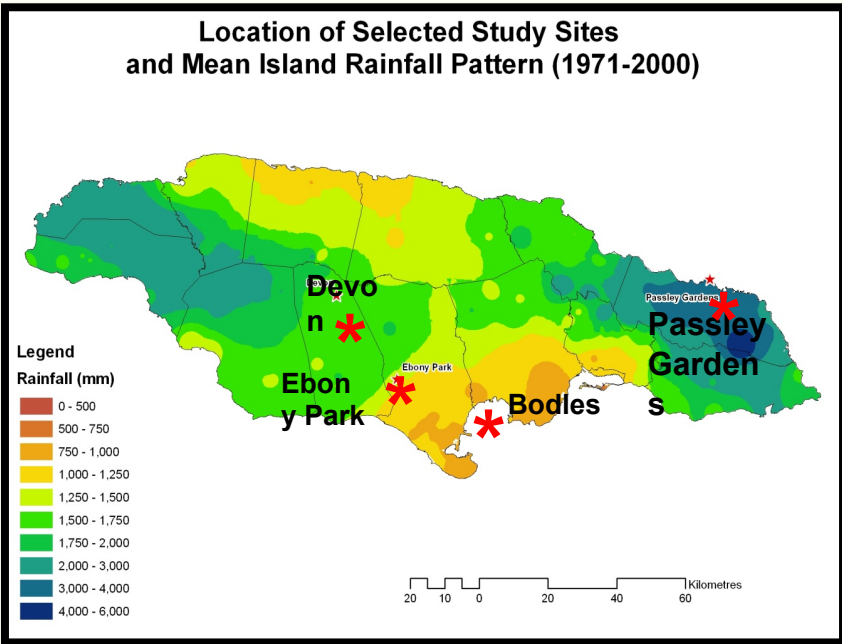 Location of Selected Study Sites
and Mean Island Rainfall Pattern (1971-2000)
Devo
n
Passley Gardens
Passley
Garden
s
Ebony Park
Ebon
y Park
Bodles
Legend
Rainfall (mm)
0 - 500
500 - 750
750 - 1,000
1,000 - 1,250
1,250 - 1,500
1,500 - 1,750
1,750 - 2,000
2,000 - 3,000
3,000 - 4,000
4,000 - 6,000
Kilometres
20 10 0 20 40 60